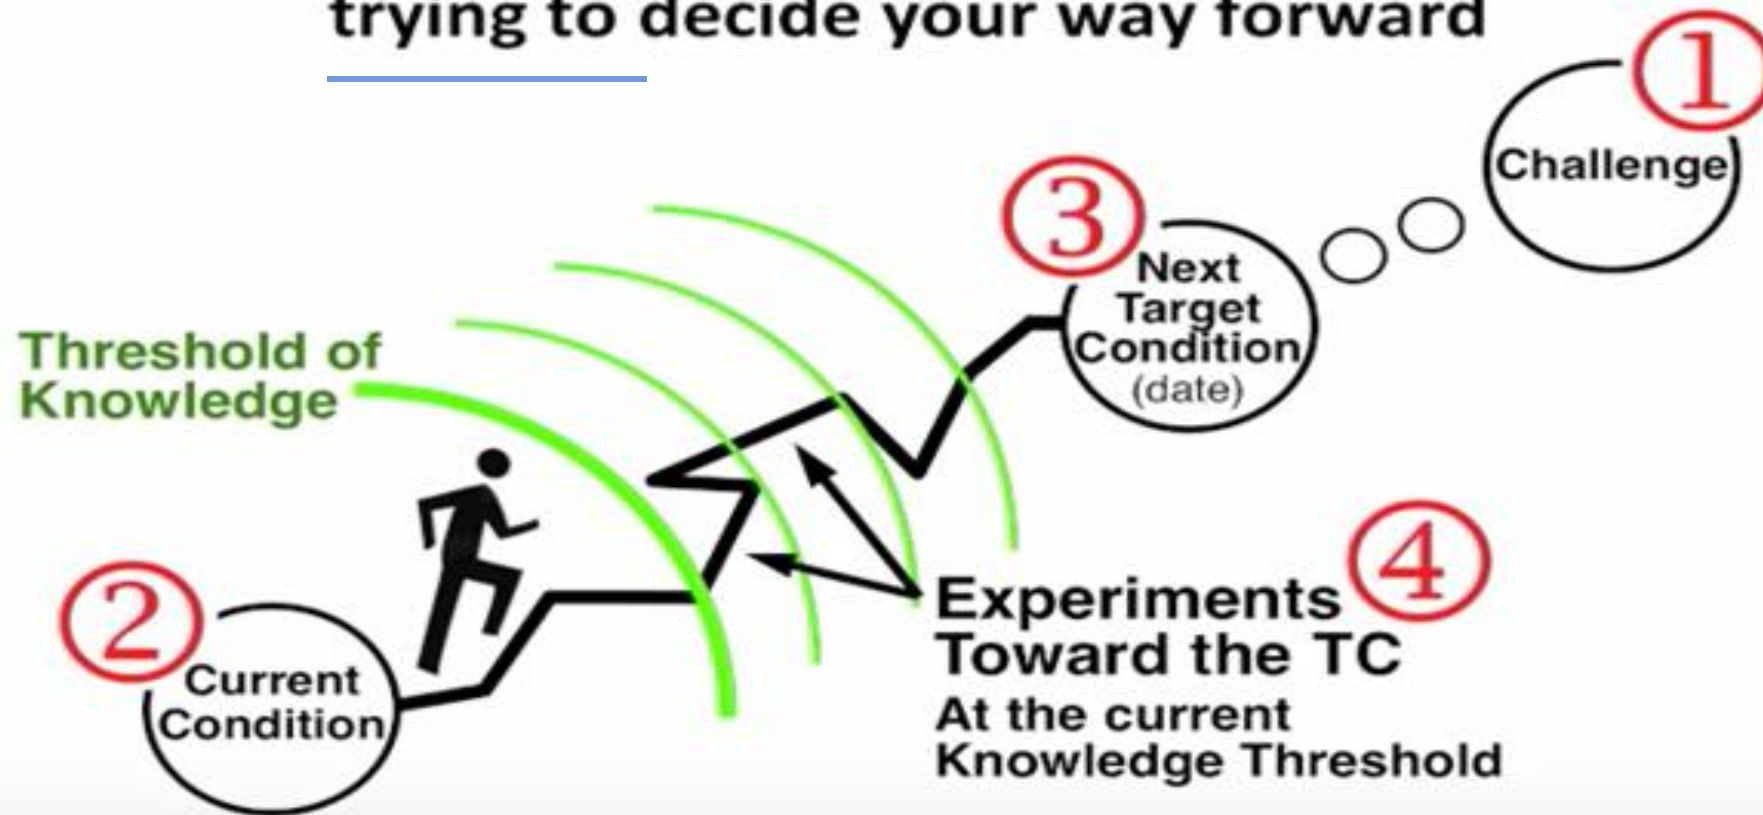 trying to decide your way forward
1
Challenge
3
Next
Target
Condition
(date)
Threshold of
Knowledge
2
Current
Condition
4
Experiments
Toward the TC
At the current
Knowledge Threshold